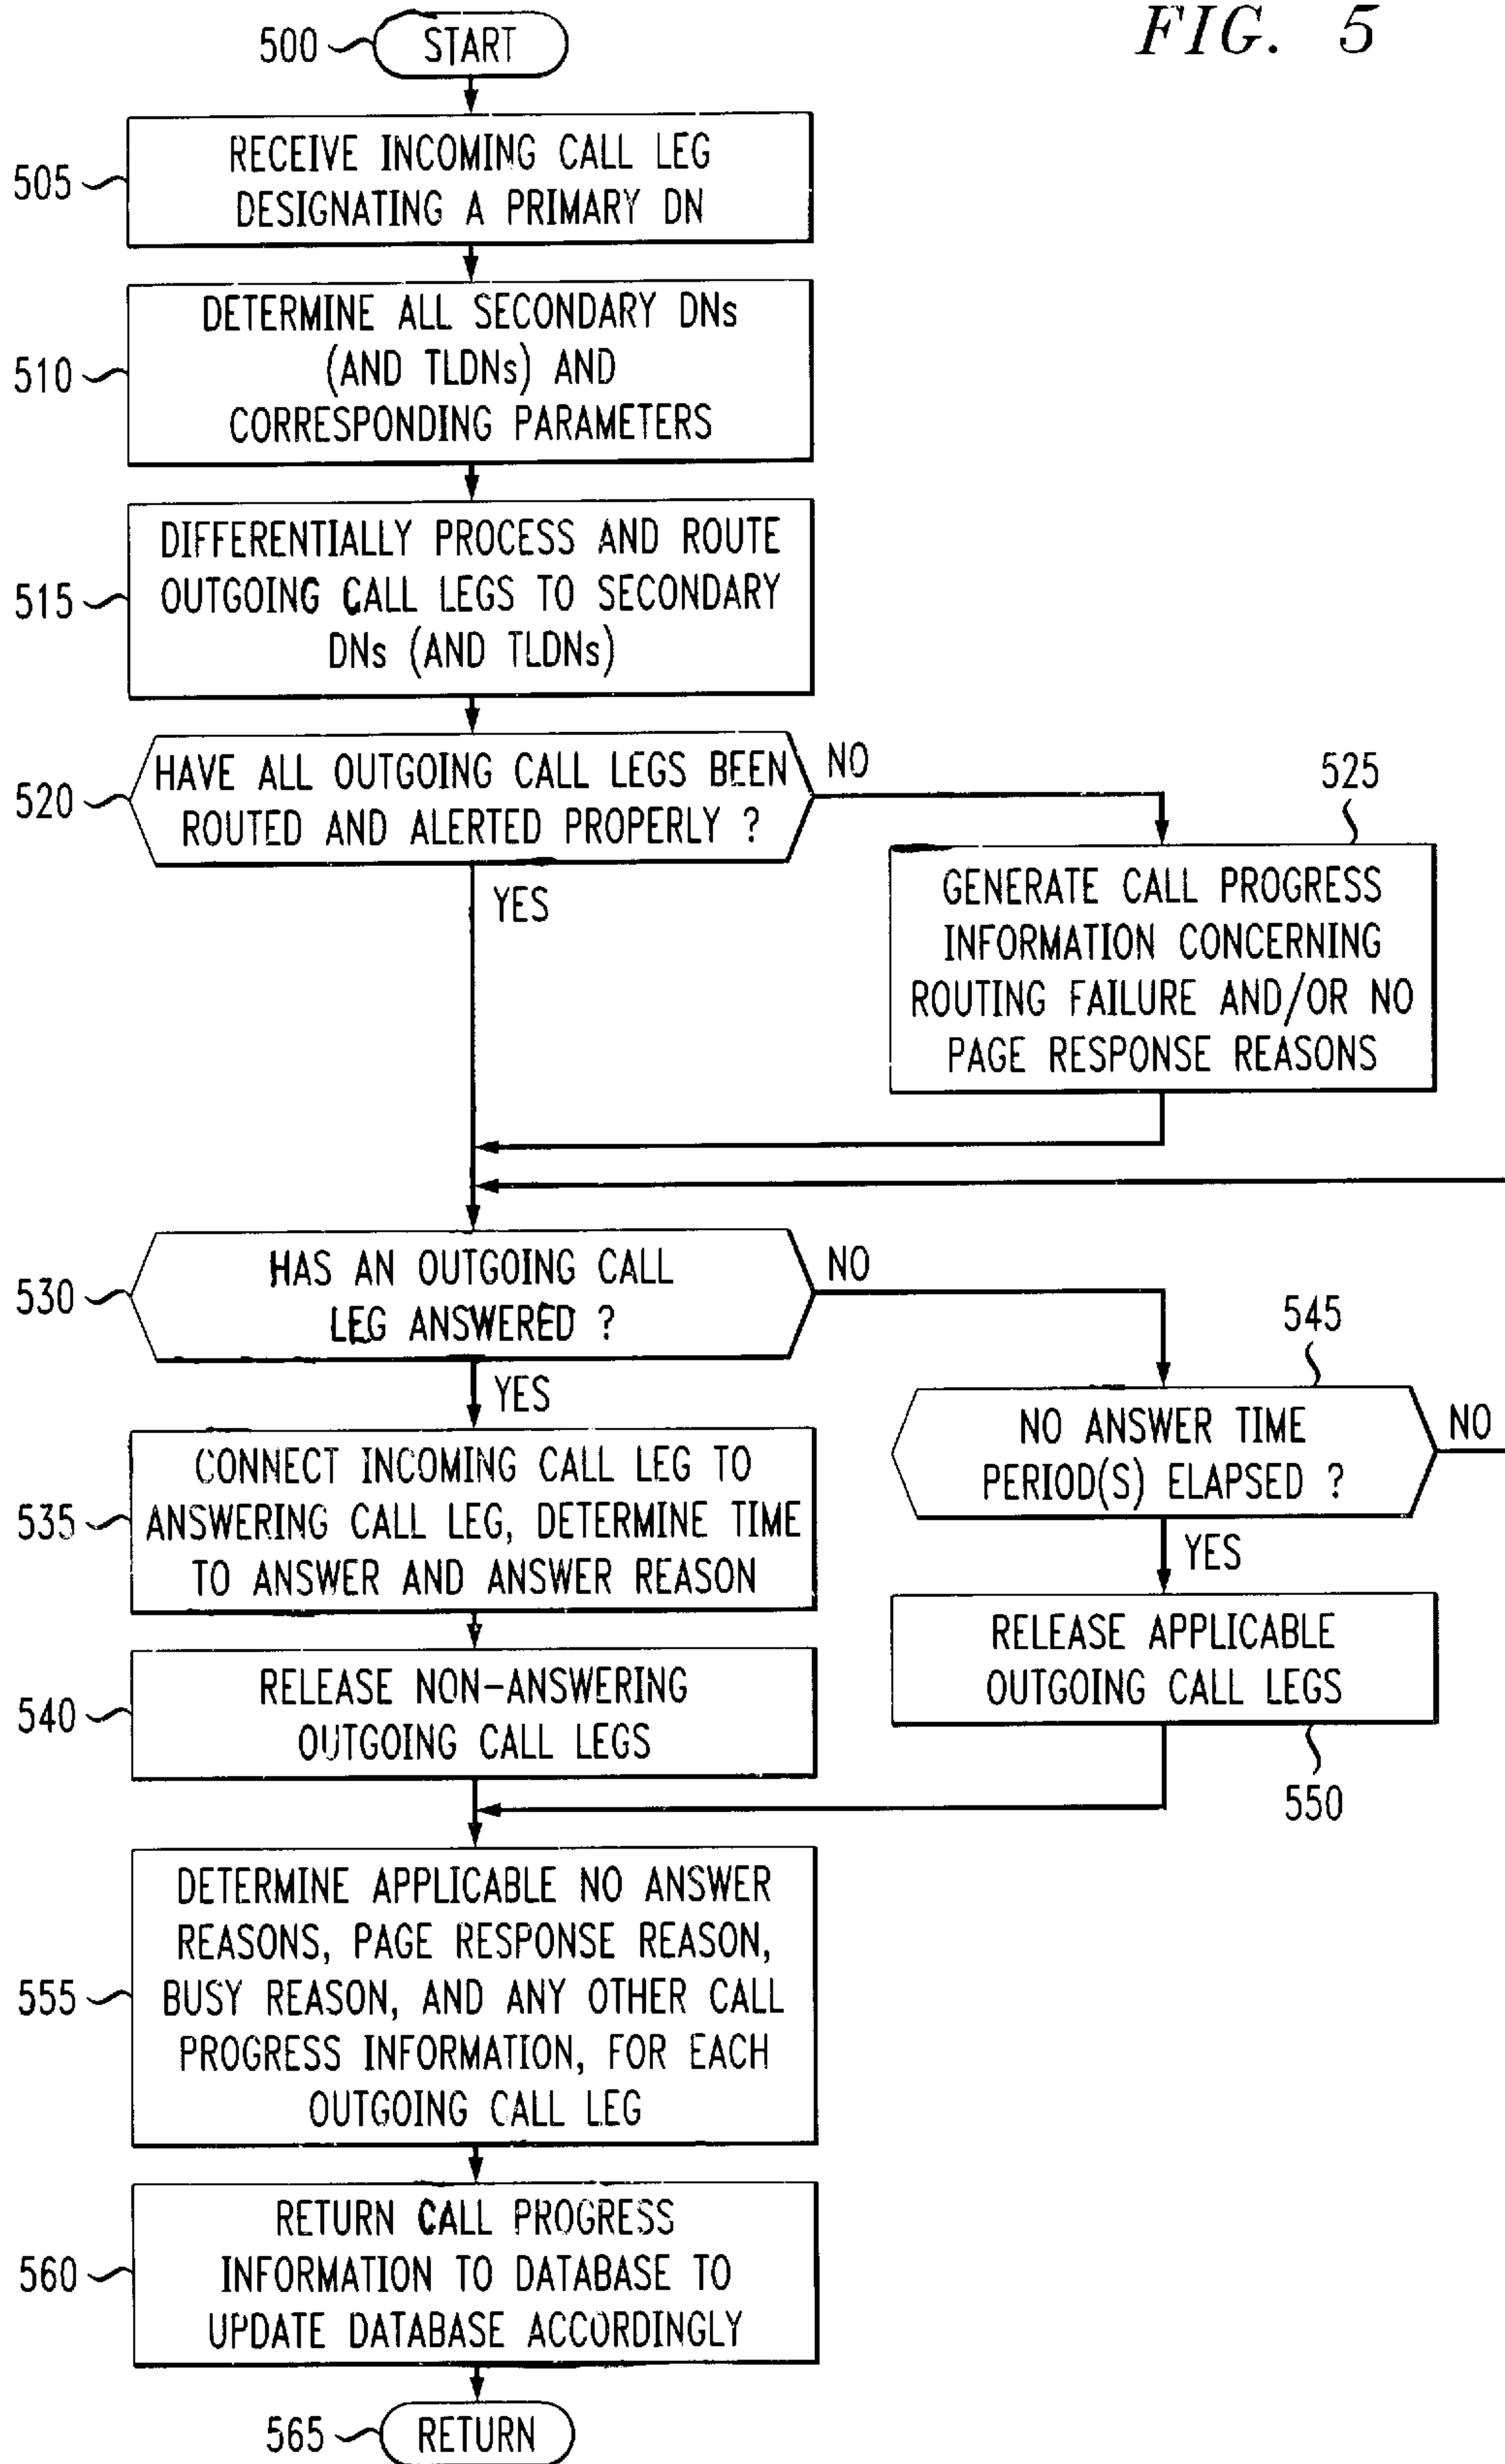 FIG. 5
500
START
505
RECEIVE INCOMING CALL LEG
DESIGNATING A PRIMARY DN
510
DETERMINE ALL SECONDARY DNs
(AND TLDNs) AND
CORRESPONDING PARAMETERS
515
DIFFERENTIALLY PROCESS AND ROUTE
OUTGOING CALL LEGS TO SECONDARY
DNs (AND TLDNs)
520
HAVE ALL OUTGOING CALL LEGS BEEN
ROUTED AND ALERTED PROPERLY ?
NO
YES
525
GENERATE CALL PROGRESS
INFORMATION CONCERNING
ROUTING FAILURE AND/OR NO
PAGE RESPONSE REASONS
530
HAS AN OUTGOING CALL
LEG ANSWERED ?
NO
YES
545
NO ANSWER TIME
PERIOD(S) ELAPSED ?
NO
YES
535
CONNECT INCOMING CALL LEG TO
ANSWERING CALL LEG, DETERMINE TIME
TO ANSWER AND ANSWER REASON
RELEASE APPLICABLE
OUTGOING CALL LEGS
550
540
RELEASE NON-ANSWERING
OUTGOING CALL LEGS
555
DETERMINE APPLICABLE NO ANSWER
REASONS, PAGE RESPONSE REASON,
BUSY REASON, AND ANY OTHER CALL
PROGRESS INFORMATION, FOR EACH
OUTGOING CALL LEG
560
RETURN CALL PROGRESS
INFORMATION TO DATABASE TO
UPDATE DATABASE ACCORDINGLY
565
RETURN